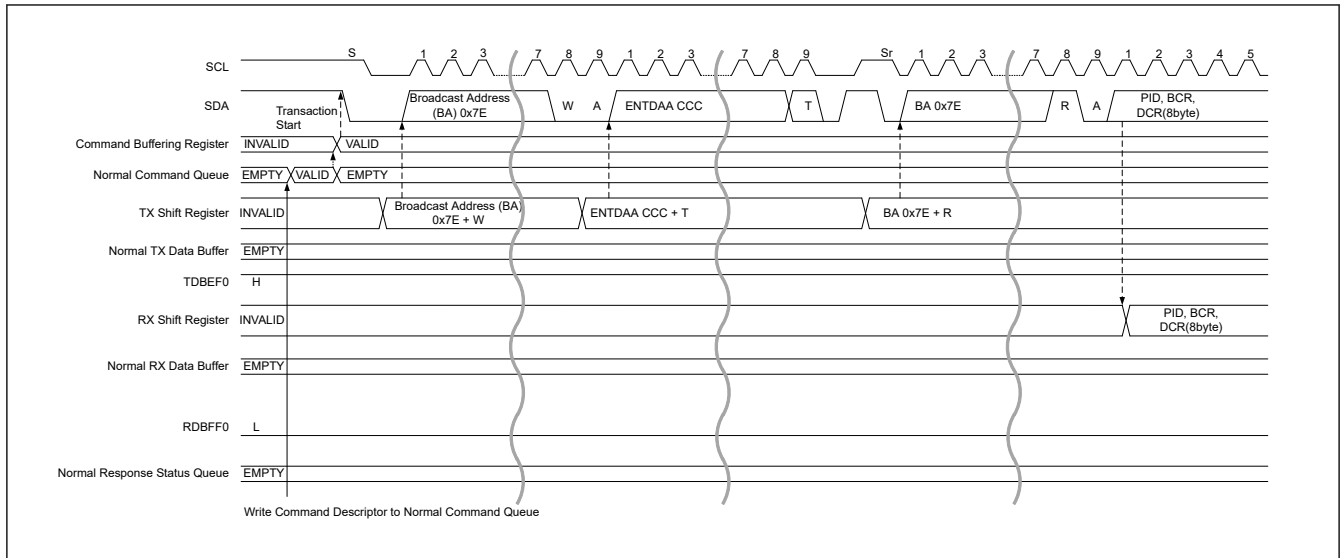 S 1 2 3 7 8 9 1 2 3 7 8 9 Sr 1 2 3 7 8 9 1 2 3 4 5
SCL
SDA
Transaction
Start
Broadcast Address
(BA) 0x7E
W A ENTDAA CCC T BA 0x7E R A
PID, BCR,
DCR(8byte)
Command Buffering Register INVALID VALID
Normal Command Queue EMPTY VALID EMPTY
TX Shift Register INVALID
Broadcast Address (BA)
0x7E + W
ENTDAA CCC + T BA 0x7E + R
Normal TX Data Buffer EMPTY
TDBEF0 H
RX Shift Register INVALID
PID, BCR,
DCR(8byte)
Normal RX Data Buffer EMPTY
RDBFF0 L
Normal Response Status Queue EMPTY
Write Command Descriptor to Normal Command Queue